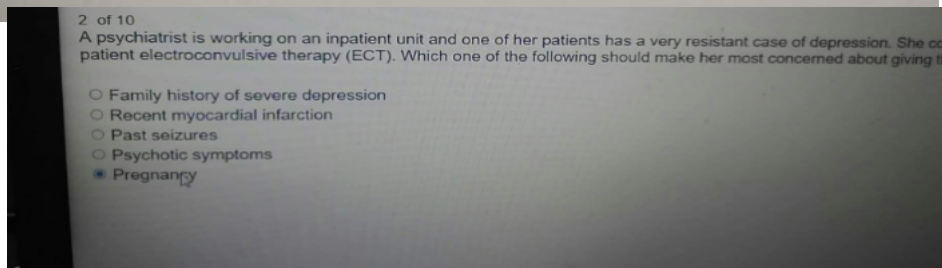 2 of 10
A psychiatrist is working on an inpatient unit and one of her patients has a very resistant case of depression. She
patient electroconvulsive therapy (ECT). Which one of the following should make her most concerned about giving
Family history of severe depression
Recent myocardial infarction
Past seizures
Psychotic symptoms
Pregnancy